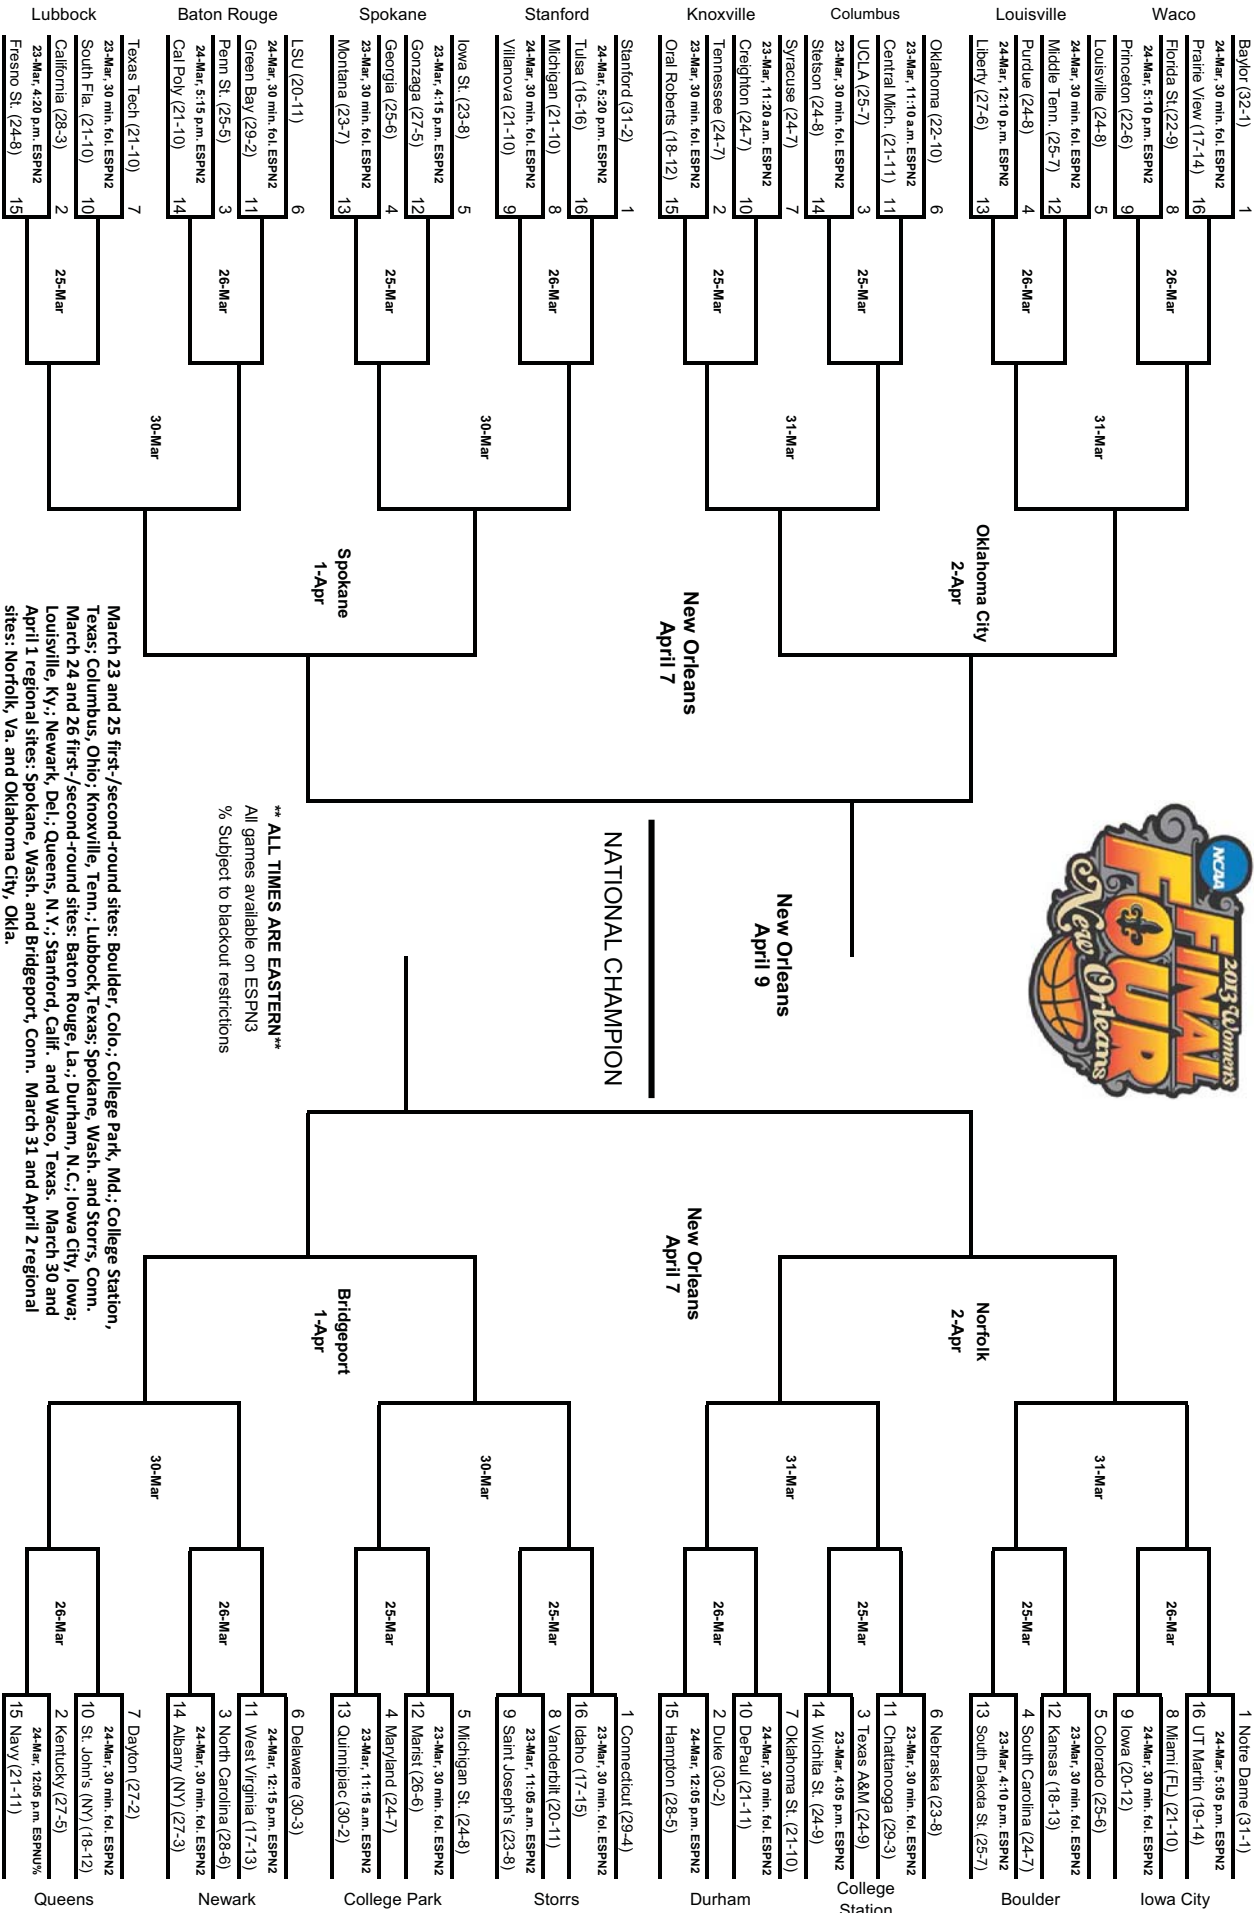 Waco
Baylor (32-1) 1
24-Mar, 30 min. fol. ESPN2
Prairie View (17-14) 16
Florida St.(22-9) 8
24-Mar, 5:10 p.m. ESPN2
Princeton (22-6) 9
26-Mar
Louisville
Louisville (24-8) 5
24-Mar, 30 min. fol. ESPN2
Middle Tenn. (25-7) 12
Purdue (24-8) 4
24-Mar, 12:10 p.m. ESPN2
Liberty (27-6) 13
26-Mar
31-Mar
Columbus
Oklahoma (22-10) 6
23-Mar, 11:10 a.m. ESPN2
Central Mich. (21-11) 11
UCLA (25-7) 3
23-Mar, 30 min. fol. ESPN2
Stetson (24-8) 14
25-Mar
Knoxville
Syracuse (24-7) 7
23-Mar, 11:20 a.m. ESPN2
Creighton (24-7) 10
Tennessee (24-7) 2
23-Mar, 30 min. fol. ESPN2
Oral Roberts (18-12) 15
25-Mar
31-Mar
Oklahoma City
2-Apr
Stanford
Stanford (31-2) 1
24-Mar, 5:20 p.m. ESPN2
Tulsa (16-16) 16
Michigan (21-10) 8
24-Mar, 30 min. fol. ESPN2
Villanova (21-10) 9
26-Mar
Spokane
Iowa St. (23-8) 5
23-Mar, 4:15 p.m. ESPN2
Gonzaga (27-5) 12
Georgia (25-6) 4
23-Mar, 30 min. fol. ESPN2
Montana (23-7) 13
25-Mar
30-Mar
Baton Rouge
LSU (20-11) 6
24-Mar, 30 min. fol. ESPN2
Green Bay (29-2) 11
Penn St. (25-5) 3
24-Mar, 5:15 p.m. ESPN2
Cal Poly (21-10) 14
26-Mar
Lubbock
Texas Tech (21-10) 7
23-Mar, 30 min. fol. ESPN2
South Fla. (21-10) 10
California (28-3) 2
23-Mar, 4:20 p.m. ESPN2
Fresno St. (24-8) 15
25-Mar
30-Mar
Spokane
1-Apr
New Orleans
April 7
NCAA
2013 Women's
FINAL
FOUR
New Orleans
New Orleans
April 9
NATIONAL CHAMPION
** ALL TIMES ARE EASTERN**
All games available on ESPN3
% Subject to blackout restrictions
New Orleans
April 7
Norfolk
2-Apr
31-Mar
26-Mar
1 Notre Dame (31-1)
24-Mar, 5:05 p.m. ESPN2
16 UT Martin (19-14)
8 Miami (FL) (21-10)
24-Mar, 30 min. fol. ESPN2
9 Iowa (20-12)
Iowa City
25-Mar
5 Colorado (25-6)
23-Mar, 30 min. fol. ESPN2
12 Kansas (18-13)
4 South Carolina (24-7)
23-Mar, 4:10 p.m. ESPN2
13 South Dakota St. (25-7)
Boulder
31-Mar
25-Mar
6 Nebraska (23-8)
23-Mar, 30 min. fol. ESPN2
11 Chattanooga (29-3)
3 Texas A&M (24-9)
23-Mar, 4:05 p.m. ESPN2
14 Wichita St. (24-9)
College
Station
26-Mar
7 Oklahoma St. (21-10)
24-Mar, 30 min. fol. ESPN2
10 DePaul (21-11)
2 Duke (30-2)
24-Mar, 12:05 p.m. ESPN2
15 Hampton (28-5)
Durham
Bridgeport
1-Apr
30-Mar
25-Mar
1 Connecticut (29-4)
23-Mar, 30 min. fol. ESPN2
16 Idaho (17-15)
8 Vanderbilt (20-11)
23-Mar, 11:05 a.m. ESPN2
9 Saint Joseph's (23-8)
Storrs
25-Mar
5 Michigan St. (24-8)
23-Mar, 30 min. fol. ESPN2
12 Marist (26-6)
4 Maryland (24-7)
23-Mar, 11:15 a.m. ESPN2
13 Quinnipiac (30-2)
College Park
30-Mar
26-Mar
6 Delaware (30-3)
24-Mar, 12:15 p.m. ESPN2
11 West Virginia (17-13)
3 North Carolina (28-6)
24-Mar, 30 min. fol. ESPN2
14 Albany (NY) (27-3)
Newark
26-Mar
7 Dayton (27-2)
24-Mar, 30 min. fol. ESPN2
10 St. John's (NY) (18-12)
2 Kentucky (27-5)
24-Mar, 12:05 p.m. ESPNU%
15 Navy (21-11)
Queens
March 23 and 25 first-/second-round sites: Boulder, Colo.; College Park, Md.; College Station,
Texas; Columbus, Ohio; Knoxville, Tenn.; Lubbock,Texas; Spokane, Wash. and Storrs, Conn.
March 24 and 26 first-/second-round sites: Baton Rouge, La.; Durham, N.C.; Iowa City, Iowa;
Louisville, Ky.; Newark, Del.; Queens, N.Y.; Stanford, Calif. and Waco, Texas. March 30 and
April 1 regional sites: Spokane, Wash. and Bridgeport, Conn. March 31 and April 2 regional
sites: Norfolk, Va. and Oklahoma City, Okla.